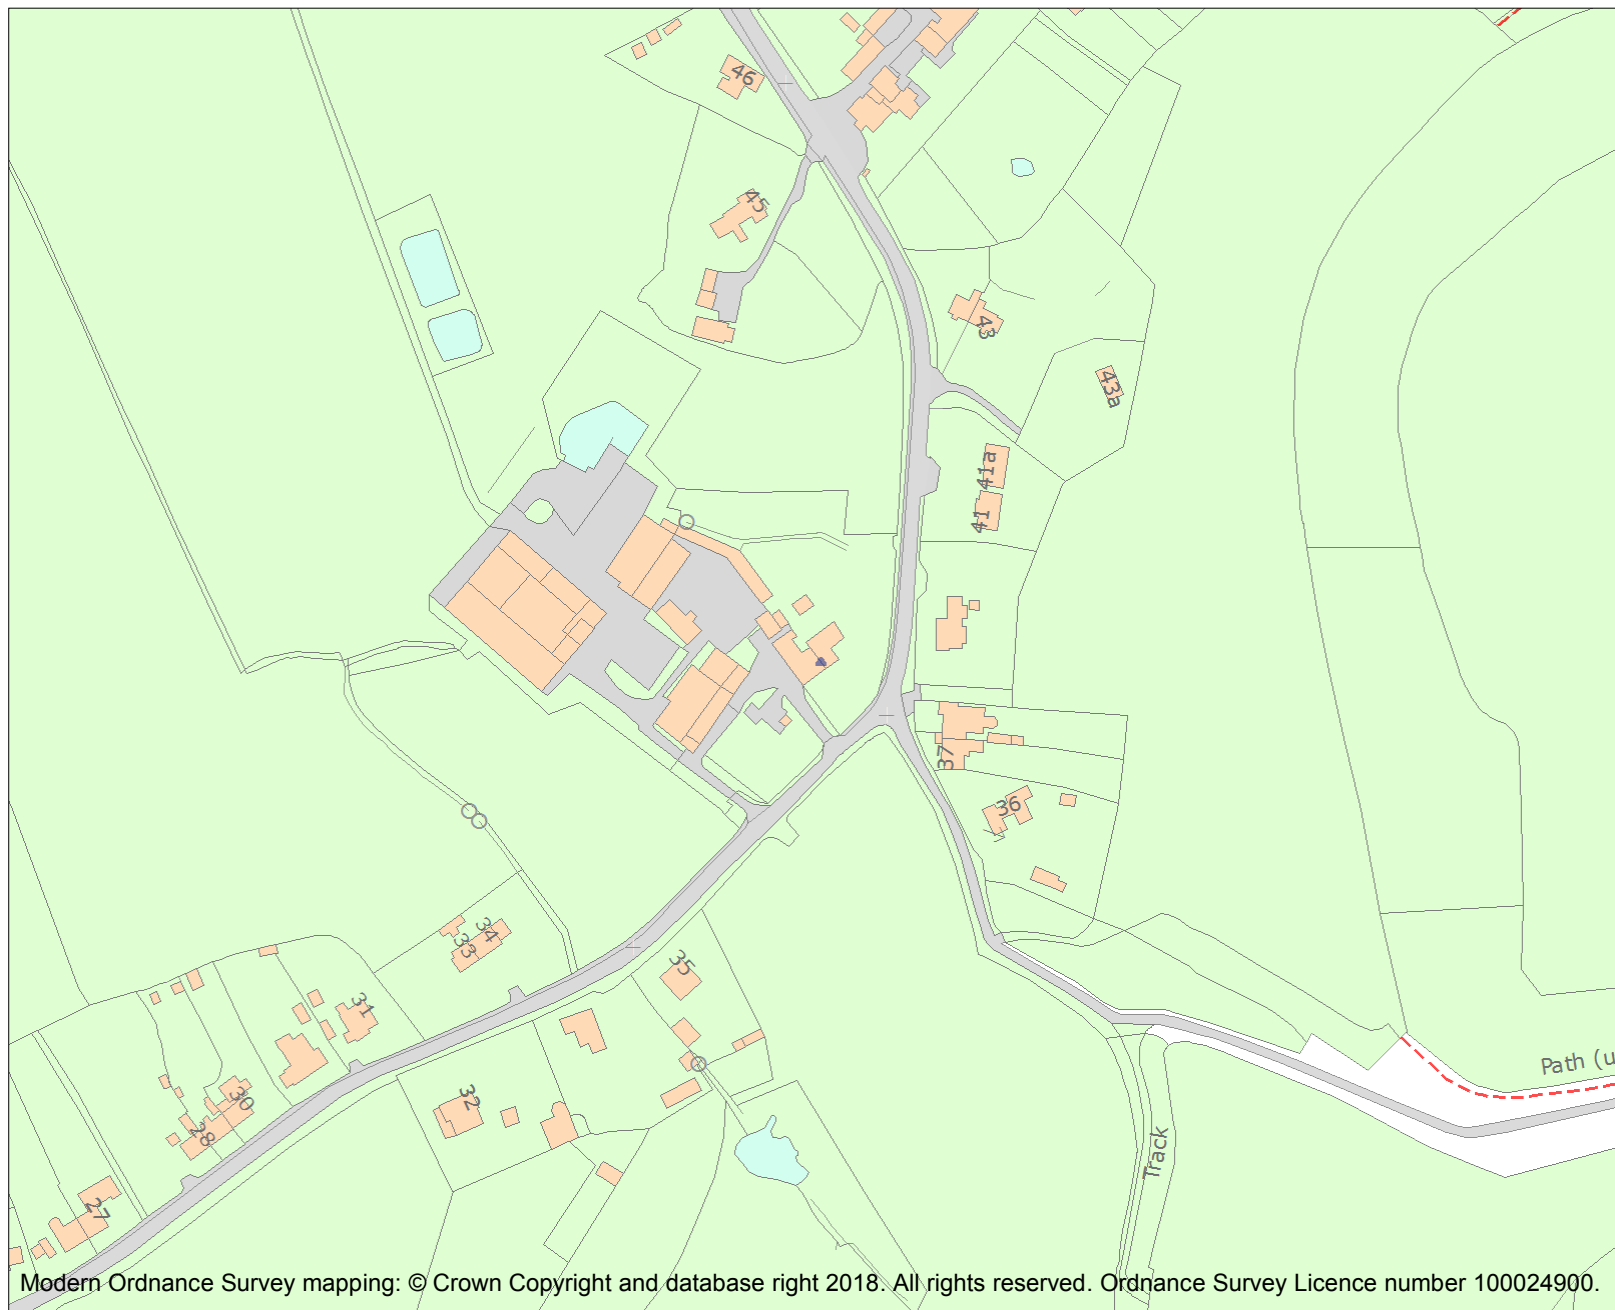 46
45
43
43a
41a
41
37
36
34
33
35
31
Path (u
32
30
28
Track
27
Modern Ordnance Survey mapping: © Crown Copyright and database right 2018. All rights reserved. Ordnance Survey Licence number 100024900.